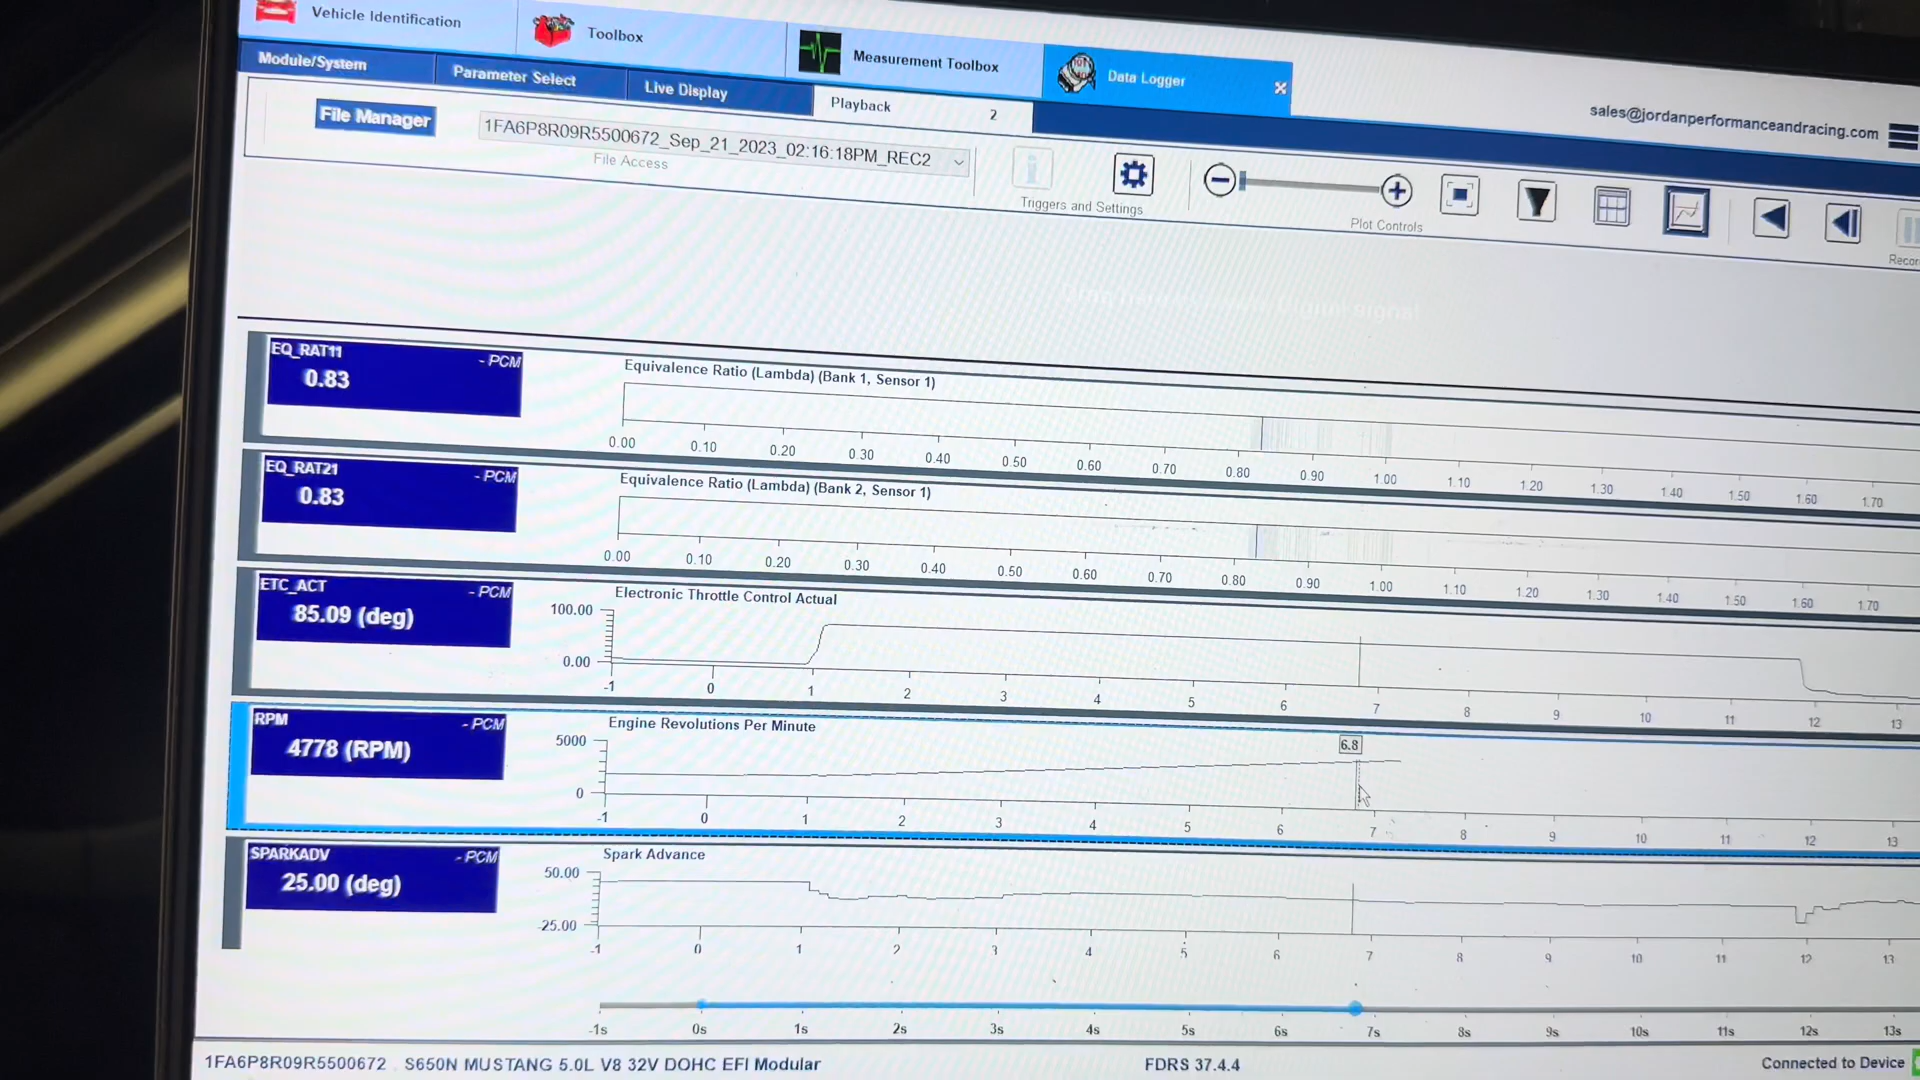 Vehicle Identification
Toolbox
Measurement Toolbox
Data Logger
sales@jordanperformanceandracing.com
Module/System
Parameter Select
Live Display
Playback
2
File Manager
1FA6P8R09R5500672_Sep_21_2023_02:16:18PM_REC2
File Access
Triggers and Settings
Plot Controls
EQ_RAT11
- PCM
0.83
Equivalence Ratio (Lambda) (Bank 1, Sensor 1)
0.00 0.10 0.20 0.30 0.40 0.50 0.60 0.70 0.80 0.90 1.00 1.10 1.20 1.30 1.40 1.50 1.60 1.70
EQ_RAT21
- PCM
0.83
Equivalence Ratio (Lambda) (Bank 2, Sensor 1)
0.00 0.10 0.20 0.30 0.40 0.50 0.60 0.70 0.80 0.90 1.00 1.10 1.20 1.30 1.40 1.50 1.60 1.70
ETC_ACT
- PCM
85.09 (deg)
Electronic Throttle Control Actual
100.00
0.00
-1 0 1 2 3 4 5 6 7 8 9 10 11 12 13
RPM
- PCM
4778 (RPM)
Engine Revolutions Per Minute
5000
6.8
0
-1 0 1 2 3 4 5 6 7 8 9 10 11 12 13
SPARKADV
- PCM
25.00 (deg)
Spark Advance
50.00
-25.00
-1 0 1 2 3 4 5 6 7 8 9 10 11 12 13
-1s 0s 1s 2s 3s 4s 5s 6s 7s 8s 9s 10s 11s 12s 13s
1FA6P8R09R5500672 S650N MUSTANG 5.0L V8 32V DOHC EFI Modular
FDRS 37.4.4
Connected to Device